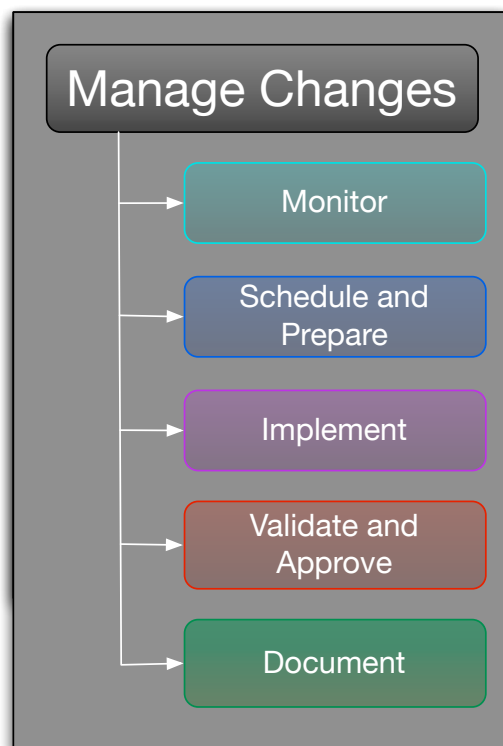 Manage Changes
Monitor
Schedule and
Prepare
Implement
Validate and
Approve
Document